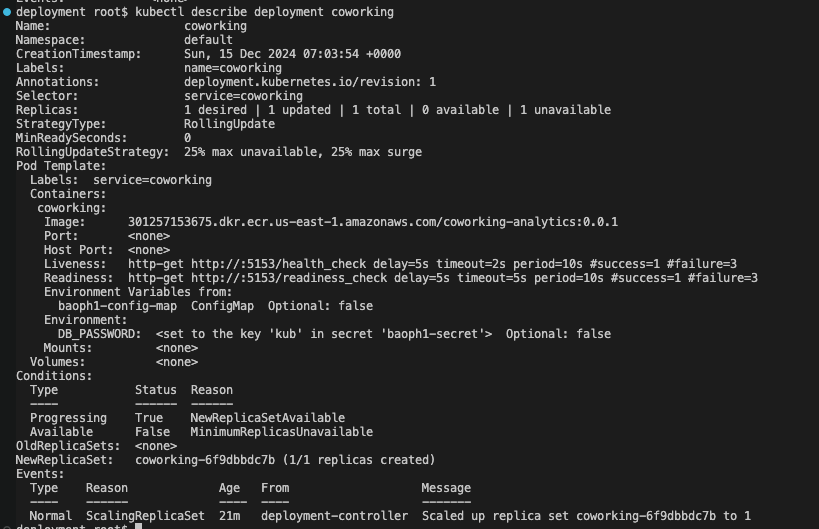 Events: <none>
deployment root$ kubectl describe deployment coworking
Name:                   coworking
Namespace:              default
CreationTimestamp:      Sun, 15 Dec 2024 07:03:54 +0000
Labels:                 name=coworking
Annotations:            deployment.kubernetes.io/revision: 1
Selector:               service=coworking
Replicas:               1 desired | 1 updated | 1 total | 0 available | 1 unavailable
StrategyType:           RollingUpdate
MinReadySeconds:        0
RollingUpdateStrategy:  25% max unavailable, 25% max surge
Pod Template:
  Labels:  service=coworking
  Containers:
   coworking:
    Image:      301257153675.dkr.ecr.us-east-1.amazonaws.com/coworking-analytics:0.0.1
    Port:       <none>
    Host Port:  <none>
    Liveness:   http-get http://:5153/health_check delay=5s timeout=2s period=10s #success=1 #failure=3
    Readiness:  http-get http://:5153/readiness_check delay=5s timeout=5s period=10s #success=1 #failure=3
    Environment Variables from:
      baoph1-config-map  ConfigMap  Optional: false
    Environment:
      DB_PASSWORD:  <set to the key 'kub' in secret 'baoph1-secret'>  Optional: false
    Mounts:         <none>
  Volumes:          <none>
Conditions:
  Type           Status  Reason
  ----           ------  ------
  Progressing    True    NewReplicaSetAvailable
  Available      False   MinimumReplicasUnavailable
OldReplicaSets:  <none>
NewReplicaSet:   coworking-6f9dbbdc7b (1/1 replicas created)
Events:
  Type    Reason             Age   From                   Message
  ----    ------             ----  ----                   -------
  Normal  ScalingReplicaSet  21m   deployment-controller  Scaled up replica set coworking-6f9dbbdc7b to 1
deployment root$